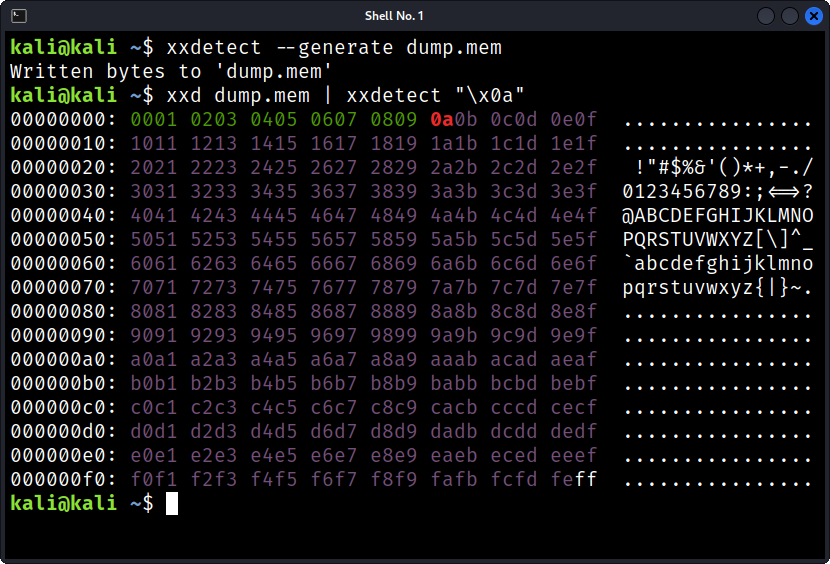 Shell No. 1
kali@kali ~$ xxdetect --generate dump.mem
Written bytes to 'dump.mem'
kali@kali ~$ xxd dump.mem | xxdetect "\x0a"
00000000: 0001 0203 0405 0607 0809 0a0b 0c0d 0e0f  ................
00000010: 1011 1213 1415 1617 1819 1a1b 1c1d 1e1f  ................
00000020: 2021 2223 2425 2627 2829 2a2b 2c2d 2e2f   !"#$%&'()*+,-./
00000030: 3031 3233 3435 3637 3839 3a3b 3c3d 3e3f  0123456789:;<=>?
00000040: 4041 4243 4445 4647 4849 4a4b 4c4d 4e4f  @ABCDEFGHIJKLMNO
00000050: 5051 5253 5455 5657 5859 5a5b 5c5d 5e5f  PQRSTUVWXYZ[\]^_
00000060: 6061 6263 6465 6667 6869 6a6b 6c6d 6e6f  `abcdefghijklmno
00000070: 7071 7273 7475 7677 7879 7a7b 7c7d 7e7f  pqrstuvwxyz{|}~.
00000080: 8081 8283 8485 8687 8889 8a8b 8c8d 8e8f  ................
00000090: 9091 9293 9495 9697 9899 9a9b 9c9d 9e9f  ................
000000a0: a0a1 a2a3 a4a5 a6a7 a8a9 aaab acad aeaf  ................
000000b0: b0b1 b2b3 b4b5 b6b7 b8b9 babb bcbd bebf  ................
000000c0: c0c1 c2c3 c4c5 c6c7 c8c9 cacb cccd cecf  ................
000000d0: d0d1 d2d3 d4d5 d6d7 d8d9 dadb dcdd dedf  ................
000000e0: e0e1 e2e3 e4e5 e6e7 e8e9 eaeb eced eeef  ................
000000f0: f0f1 f2f3 f4f5 f6f7 f8f9 fafb fcfd feff  ................
kali@kali ~$